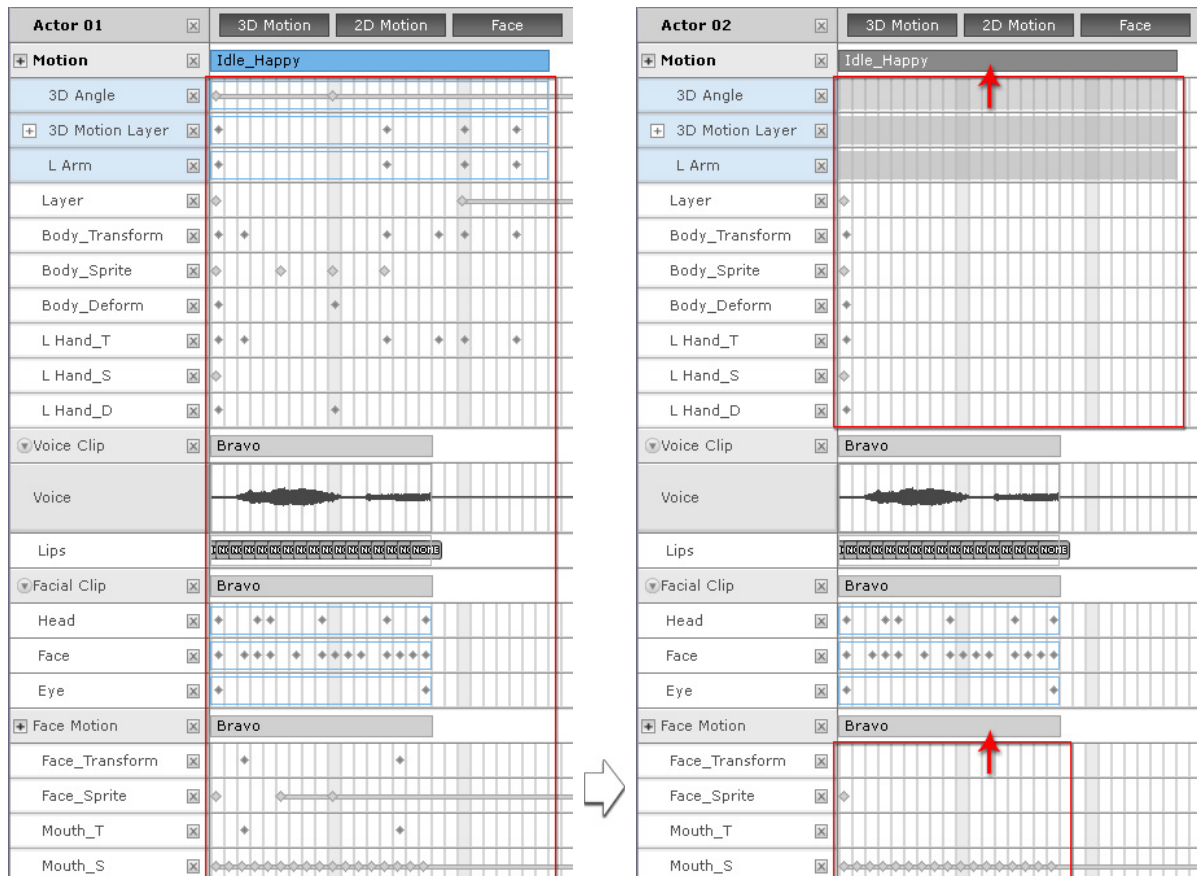 Actor 01
3D Motion
2D Motion
Face
Motion
Idle_Happy
3D Angle
3D Motion Layer
L Arm
Layer
Body_Transform
Body_Sprite
Body_Deform
L Hand_T
L Hand_S
L Hand_D
Voice Clip
Bravo
Voice
Lips
NONE
Facial Clip
Bravo
Head
Face
Eye
Face Motion
Bravo
Face_Transform
Face_Sprite
Mouth_T
Mouth_S
Actor 02
3D Motion
2D Motion
Face
Motion
Idle_Happy
3D Angle
3D Motion Layer
L Arm
Layer
Body_Transform
Body_Sprite
Body_Deform
L Hand_T
L Hand_S
L Hand_D
Voice Clip
Bravo
Voice
Lips
NONE
Facial Clip
Bravo
Head
Face
Eye
Face Motion
Bravo
Face_Transform
Face_Sprite
Mouth_T
Mouth_S